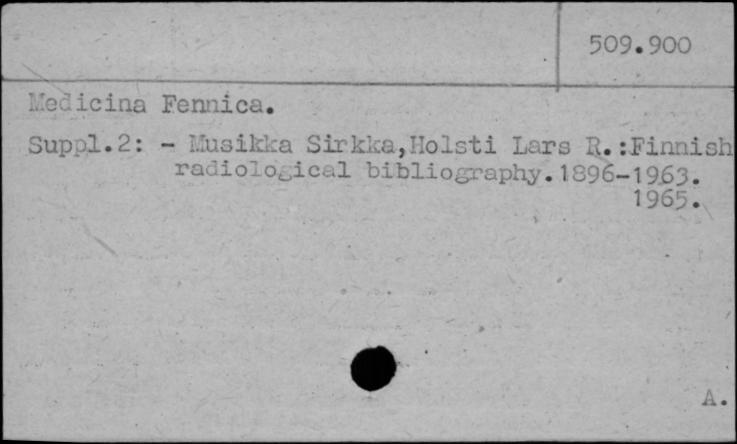 509.900
Medicina Fennica.
Suppl.2: - Musikka Sirkka,Holsti Lars R.:Finnish
radiological bibliography.1896-1963.
1965.
A.